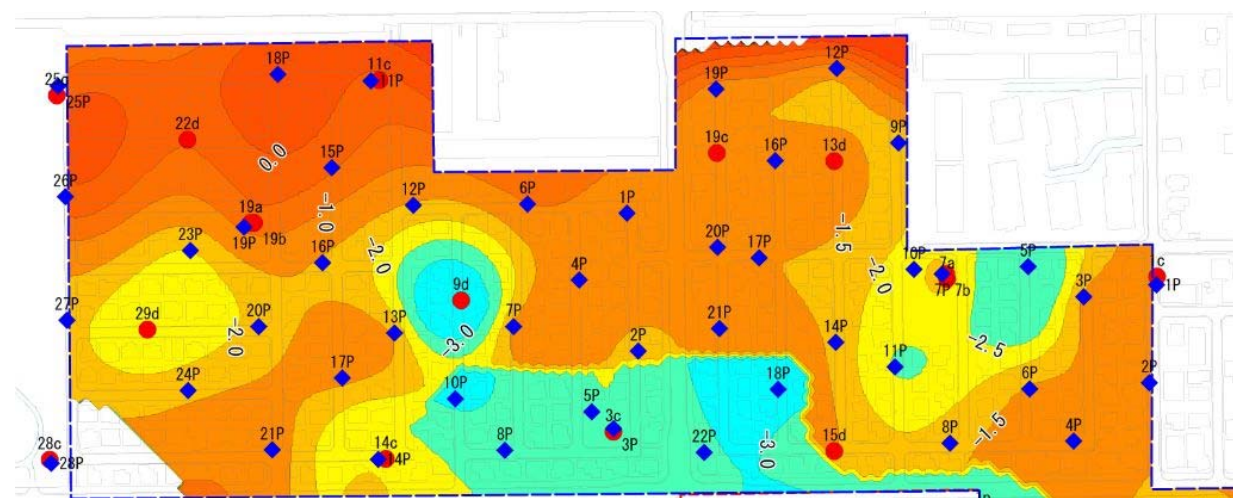 18P
11c
11P
12P
25c
25P
19P
22d
9P
19c
16P
13d
0.0
15P
26P
12P
6P
1P
19a
-1.0
19P
19b
-1.5
23P
16P
-2.0
20P
17P
-2.0
10P
7a
5P
c
4P
7P
7b
1P
9d
3P
27P
29d
20P
-2.0
13P
-3.0
7P
21P
14P
-2.5
2P
11P
17P
24P
10P
18P
6P
2P
5P
3c
3P
21P
8P
22P
-3.0
15d
8P
-1.5
4P
28c
28P
14c
14P